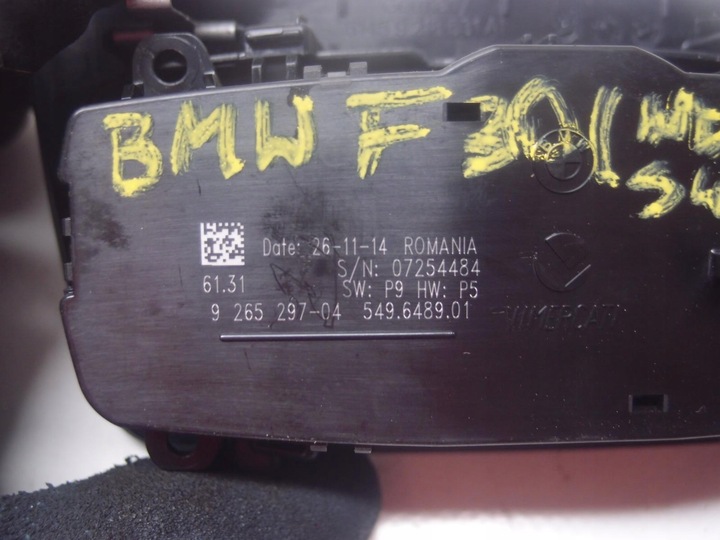 BMW F30/
Date: 26-11-14 ROMANIA
S/N: 07254484
61.31 SW: P9 HW: P5
9 265 297-04 549.6489.01